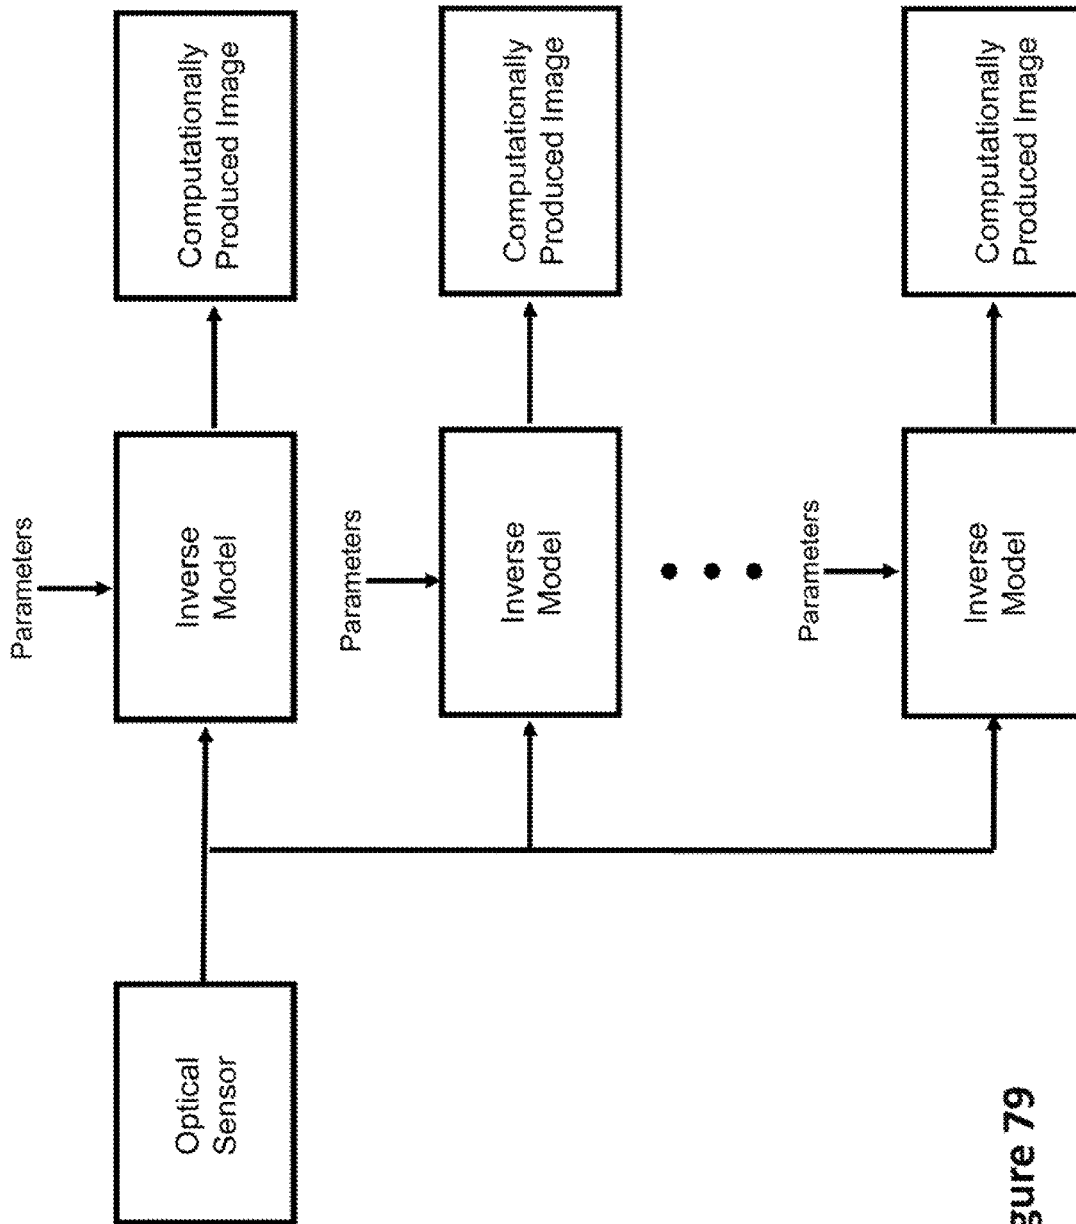 Parameters
Optical
Sensor
Inverse
Model
Computationally
Produced Image
Parameters
Inverse
Model
Computationally
Produced Image
Parameters
Inverse
Model
Computationally
Produced Image
gure 79